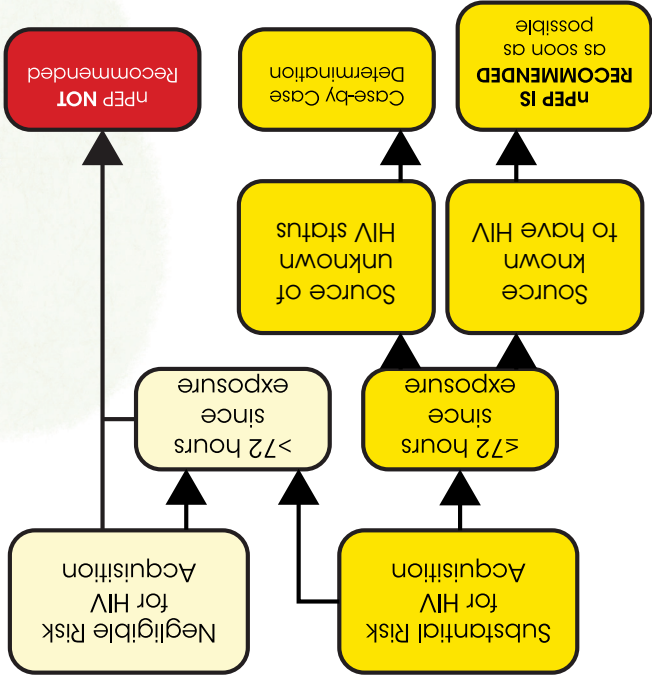 Substantial Risk
for HIV
Acquisition
Negligible Risk
for HIV
Acquisition
≤72 hours
since
exposure
>72 hours
since
exposure
Source
known
to have HIV
Source of
unknown
HIV status
nPEP IS
RECOMMENDED
as soon as
possible
Case-by Case
Determination
nPEP NOT
Recommended